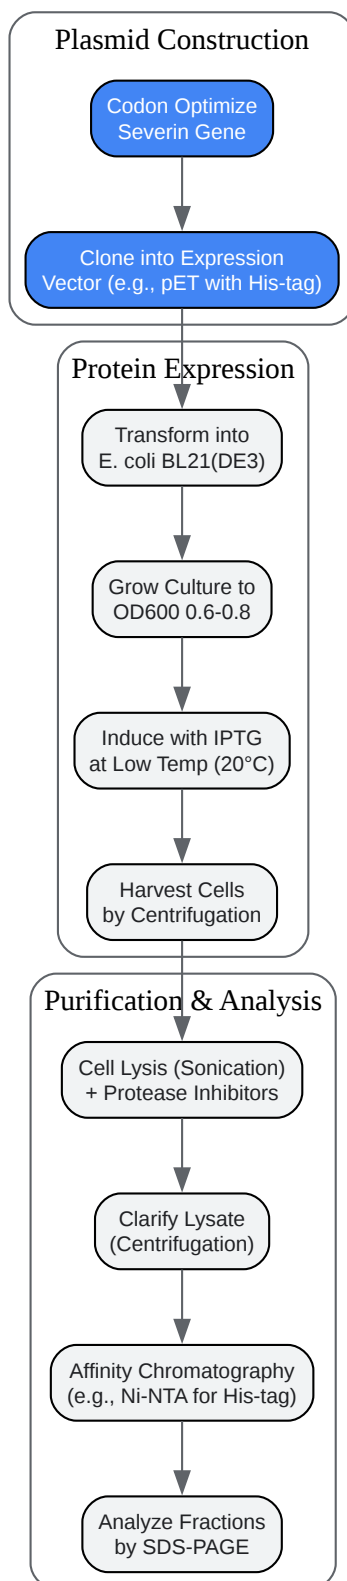 Plasmid Construction
Codon Optimize
Severin Gene
Clone into Expression
Vector (e.g., pET with His-tag)
Protein Expression
Transform into
E. coli BL21(DE3)
Grow Culture to
OD600 0.6-0.8
Induce with IPTG
at Low Temp (20°C)
Harvest Cells
by Centrifugation
Purification & Analysis
Cell Lysis (Sonication)
+ Protease Inhibitors
Clarify Lysate
(Centrifugation)
Affinity Chromatography
(e.g., Ni-NTA for His-tag)
Analyze Fractions
by SDS-PAGE